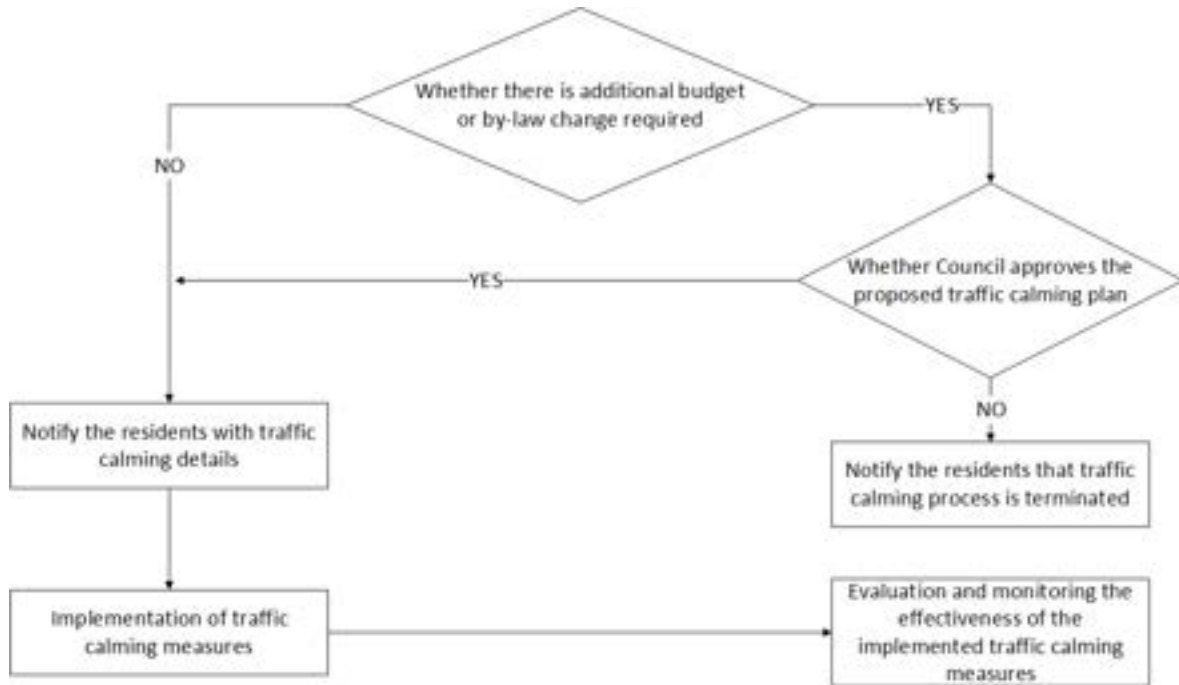 Whether there is additional budget
or by-law change required
YES
NO
Whether Council approves the
proposed traffic calming plan
YES
NO
Notify the residents with traffic
calming details
Notify the residents that traffic
calming process is terminated
Implementation of traffic
calming measures
Evaluation and monitoring the
effectiveness of the
implemented traffic calming
measures